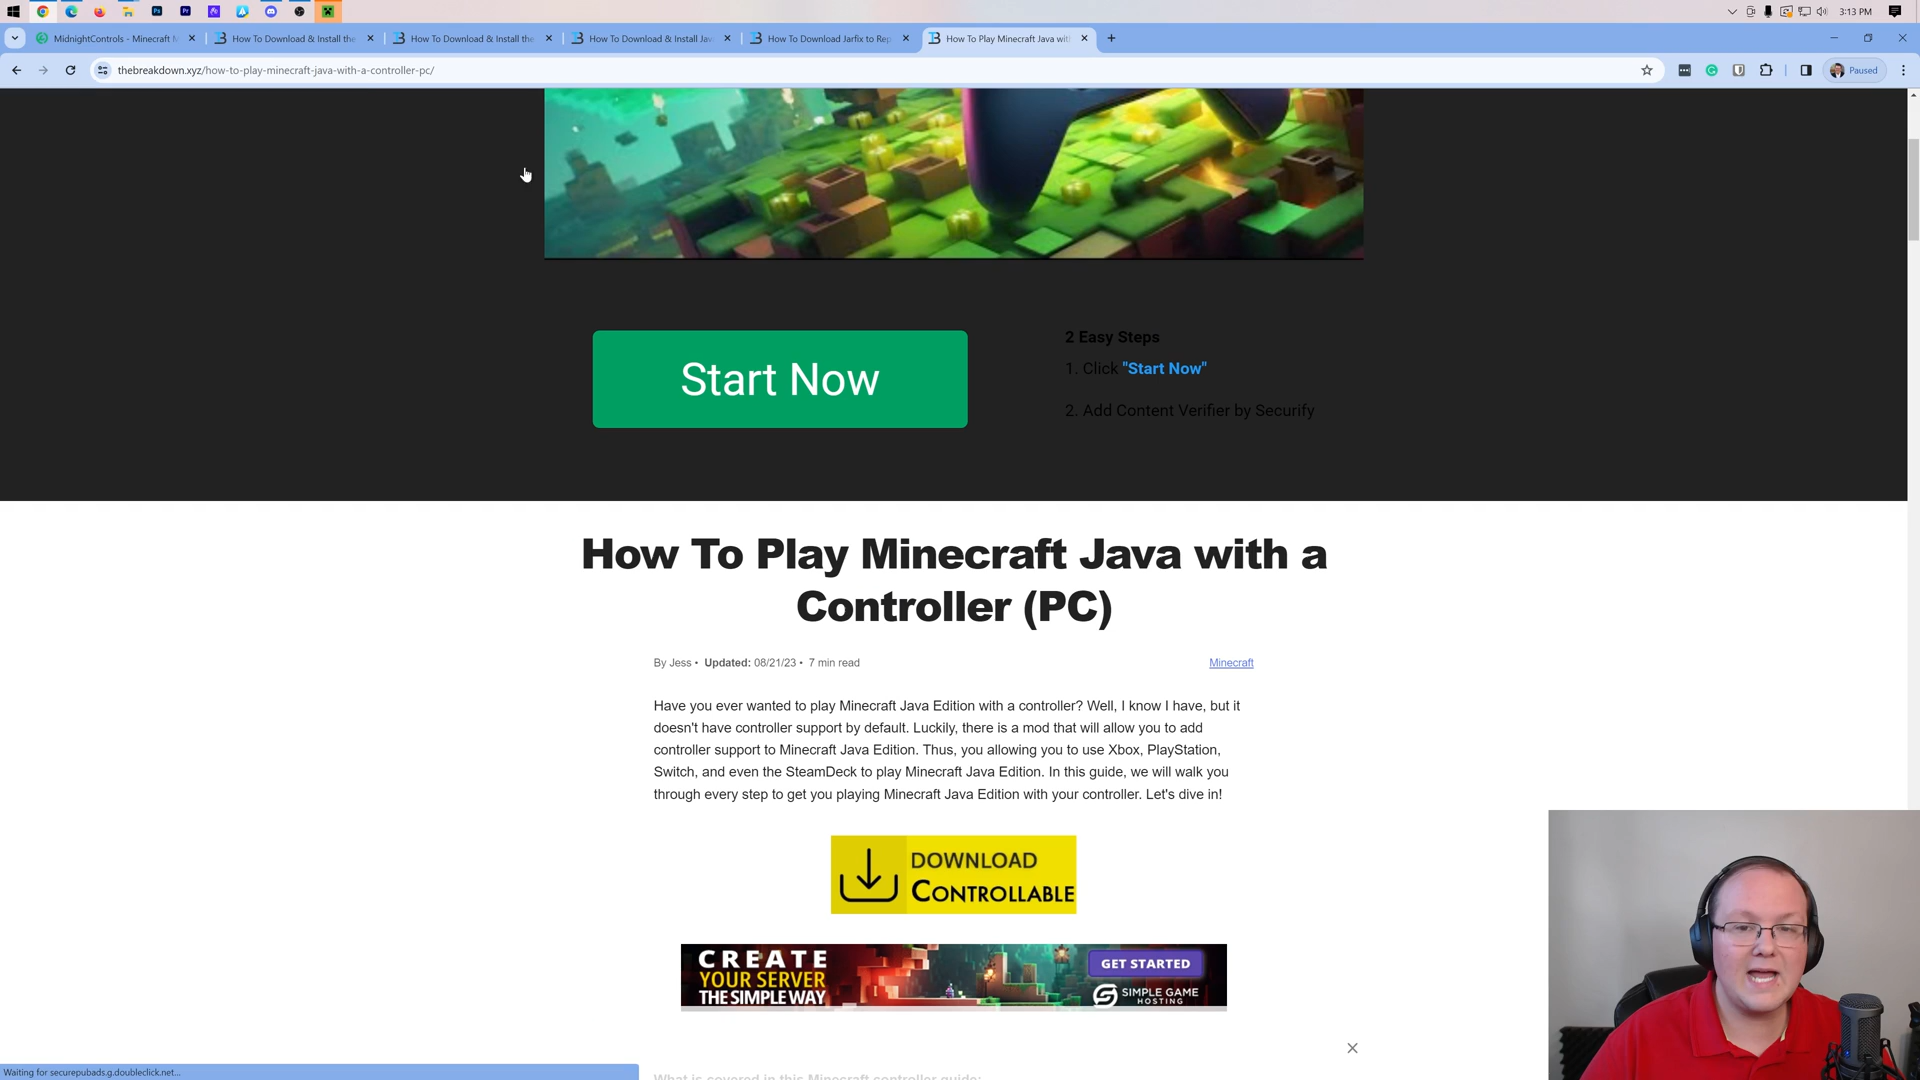 3:13 PM
MidnightControls - Minecraft M
How To Download & Install the
How To Download & Install the
How To Download & Install Jav
How To Download Jarfix to Rep
How To Play Minecraft Java with
thebreakdown.xyz/how-to-play-minecraft-java-with-a-controller-pc/
Paused
Start Now
2 Easy Steps
1. Click "Start Now"
2. Add Content Verifier by Securify
How To Play Minecraft Java with a
Controller (PC)
By Jess • Updated: 08/21/23 • 7 min read
Minecraft
Have you ever wanted to play Minecraft Java Edition with a controller? Well, I know I have, but it
doesn't have controller support by default. Luckily, there is a mod that will allow you to add
controller support to Minecraft Java Edition. Thus, you allowing you to use Xbox, PlayStation,
Switch, and even the SteamDeck to play Minecraft Java Edition. In this guide, we will walk you
through every step to get you playing Minecraft Java Edition with your controller. Let's dive in!
DOWNLOAD
CONTROLLABLE
CREATE
YOUR SERVER
THE SIMPLE WAY
GET STARTED
SIMPLE GAME
HOSTING
What is covered in this Minecraft controller guide:
Waiting for securepubads.g.doubleclick.net...